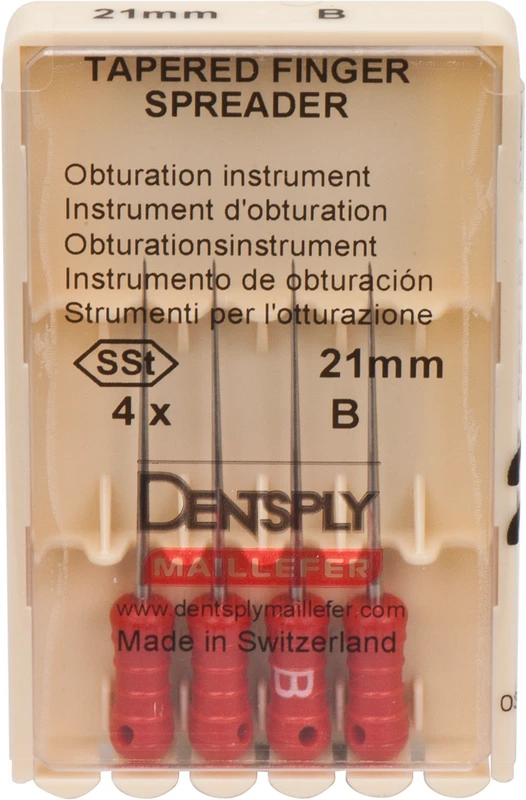 21mm B
TAPERED FINGER
SPREADER
Obturation instrument
Instrument d'obturation
Obturationsinstrument
Instrumento de obturación
Strumenti per l'otturazione
SSt 21mm
4 x B
DENTSPLY
MAILLEFER
www.dentsplymaillefer.com
Made in Switzerland
B